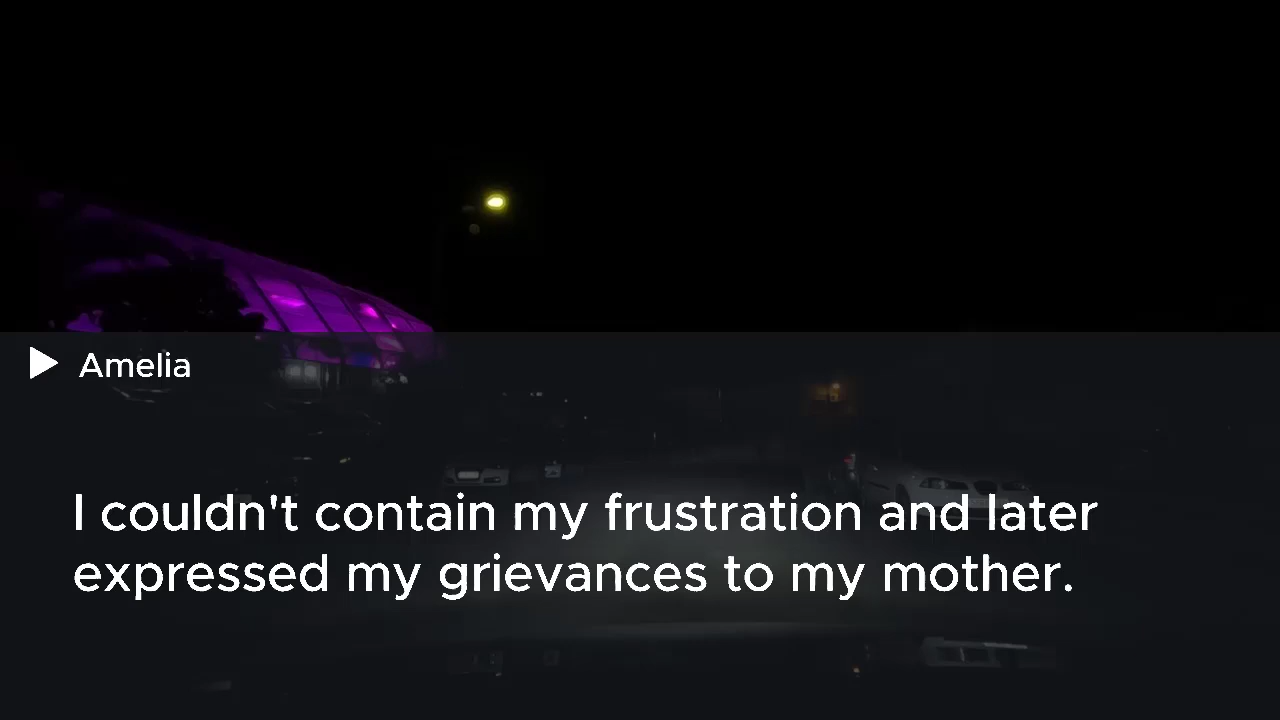 Amelia
I couldn't contain my frustration and later
expressed my grievances to my mother.